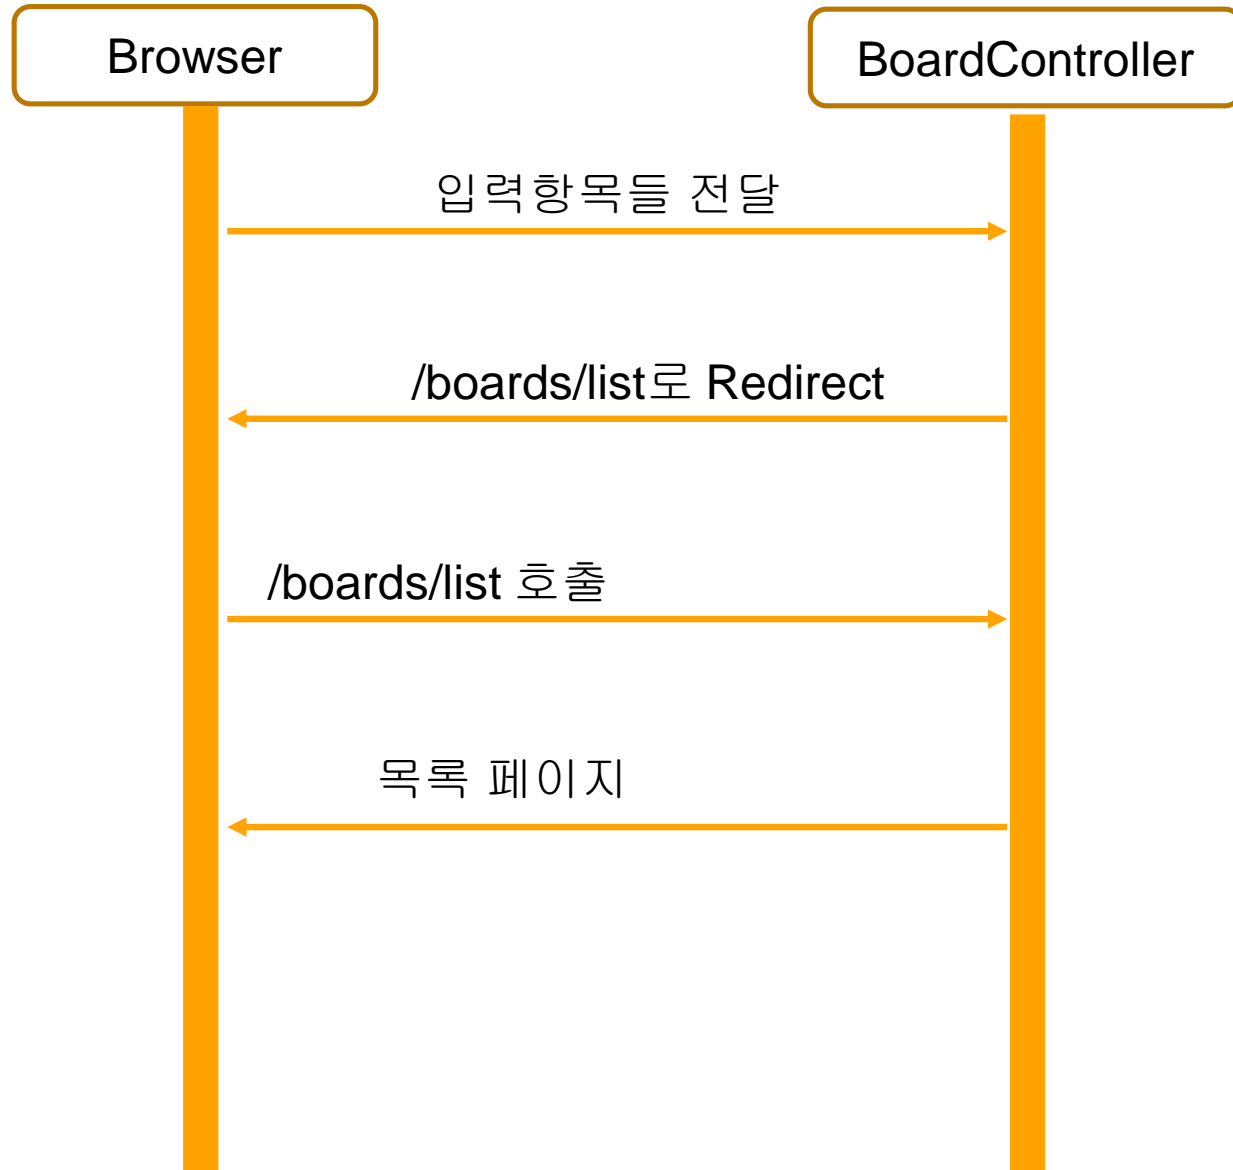 Browser
BoardController
입력항목들 전달
/boards/list로 Redirect
/boards/list 호출
목록 페이지